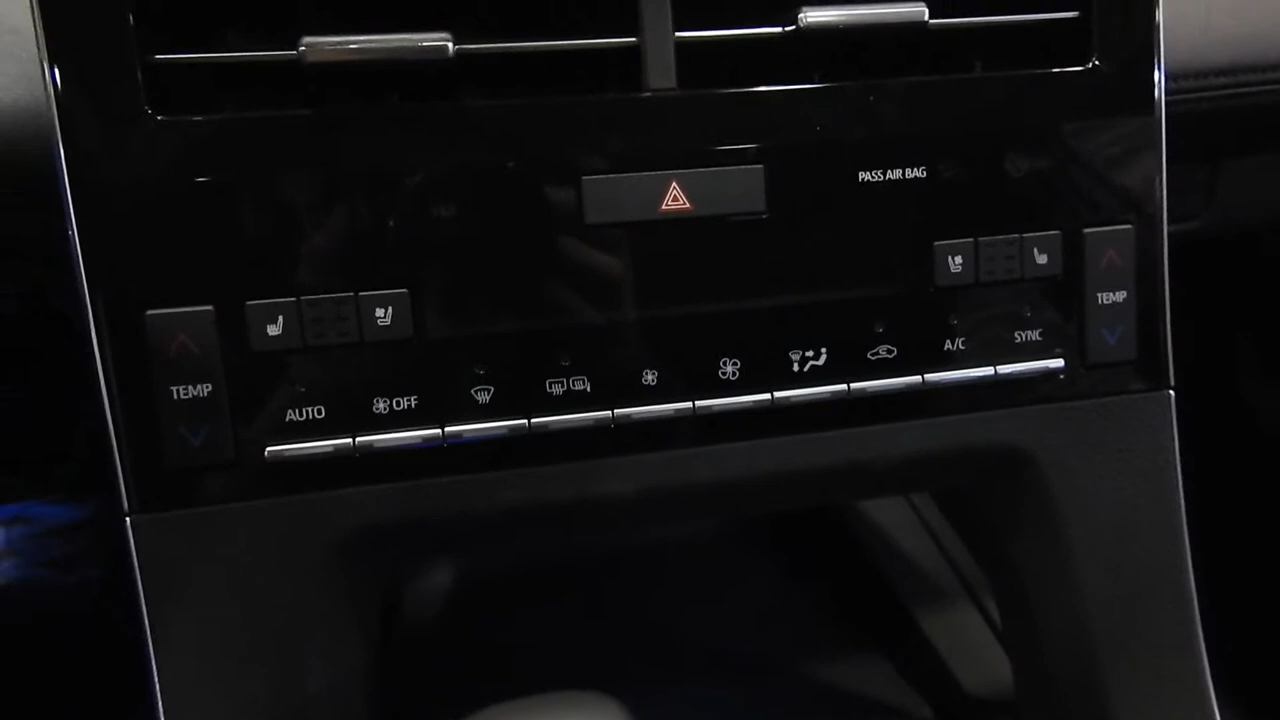 PASS AIR BAG
TEMP
TEMP
AUTO
OFF
A/C
SYNC